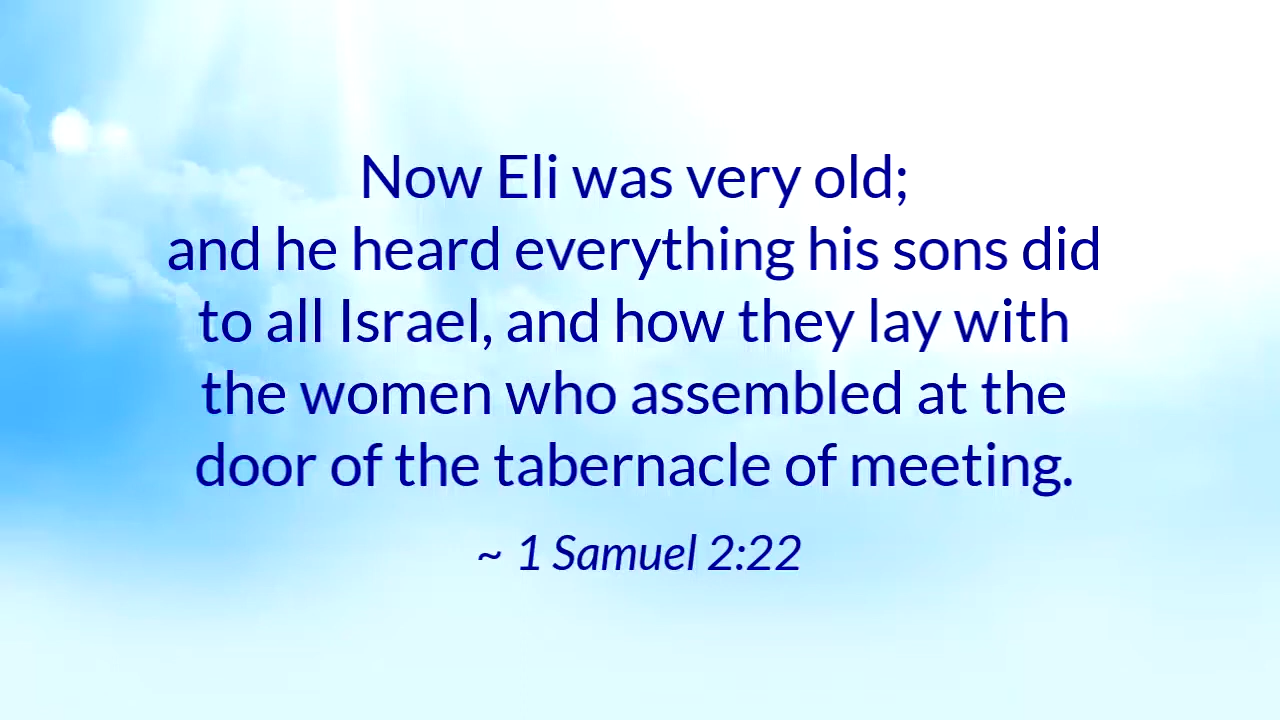 Now Eli was very old;
and he heard everything his sons did
to all Israel, and how they lay with
the women who assembled at the
door of the tabernacle of meeting.
~ 1 Samuel 2:22